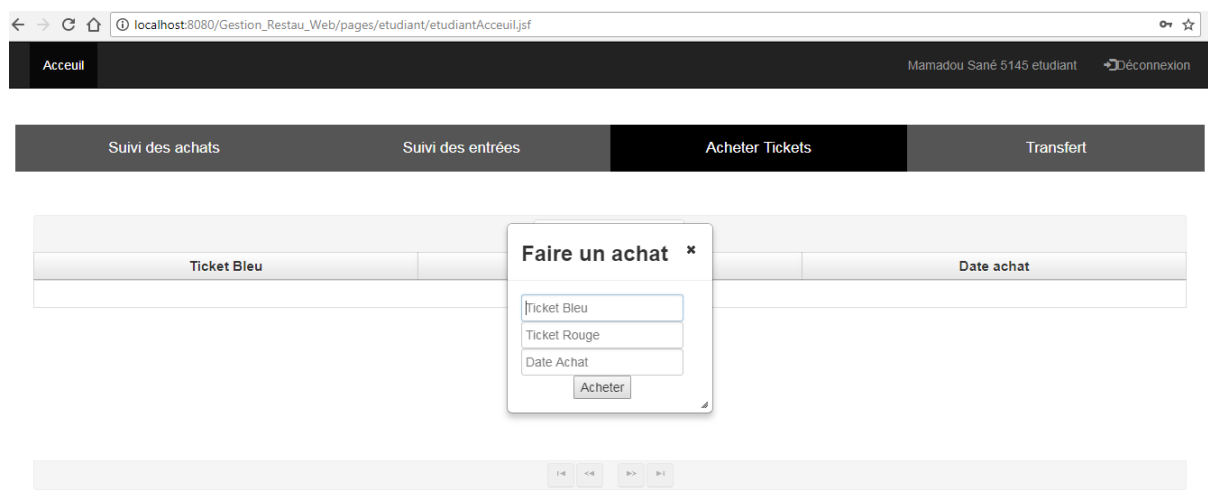 localhost:8080/Gestion_Restau_Web/pages/etudiant/etudiantAcceuil.jsf
Acceuil Mamadou Sané 5145 etudiant Déconnexion
Suivi des achats Suivi des entrées Acheter Tickets Transfert
Faire un achat
Ticket Bleu Date achat
Ticket Bleu
Ticket Rouge
Date Achat
Acheter